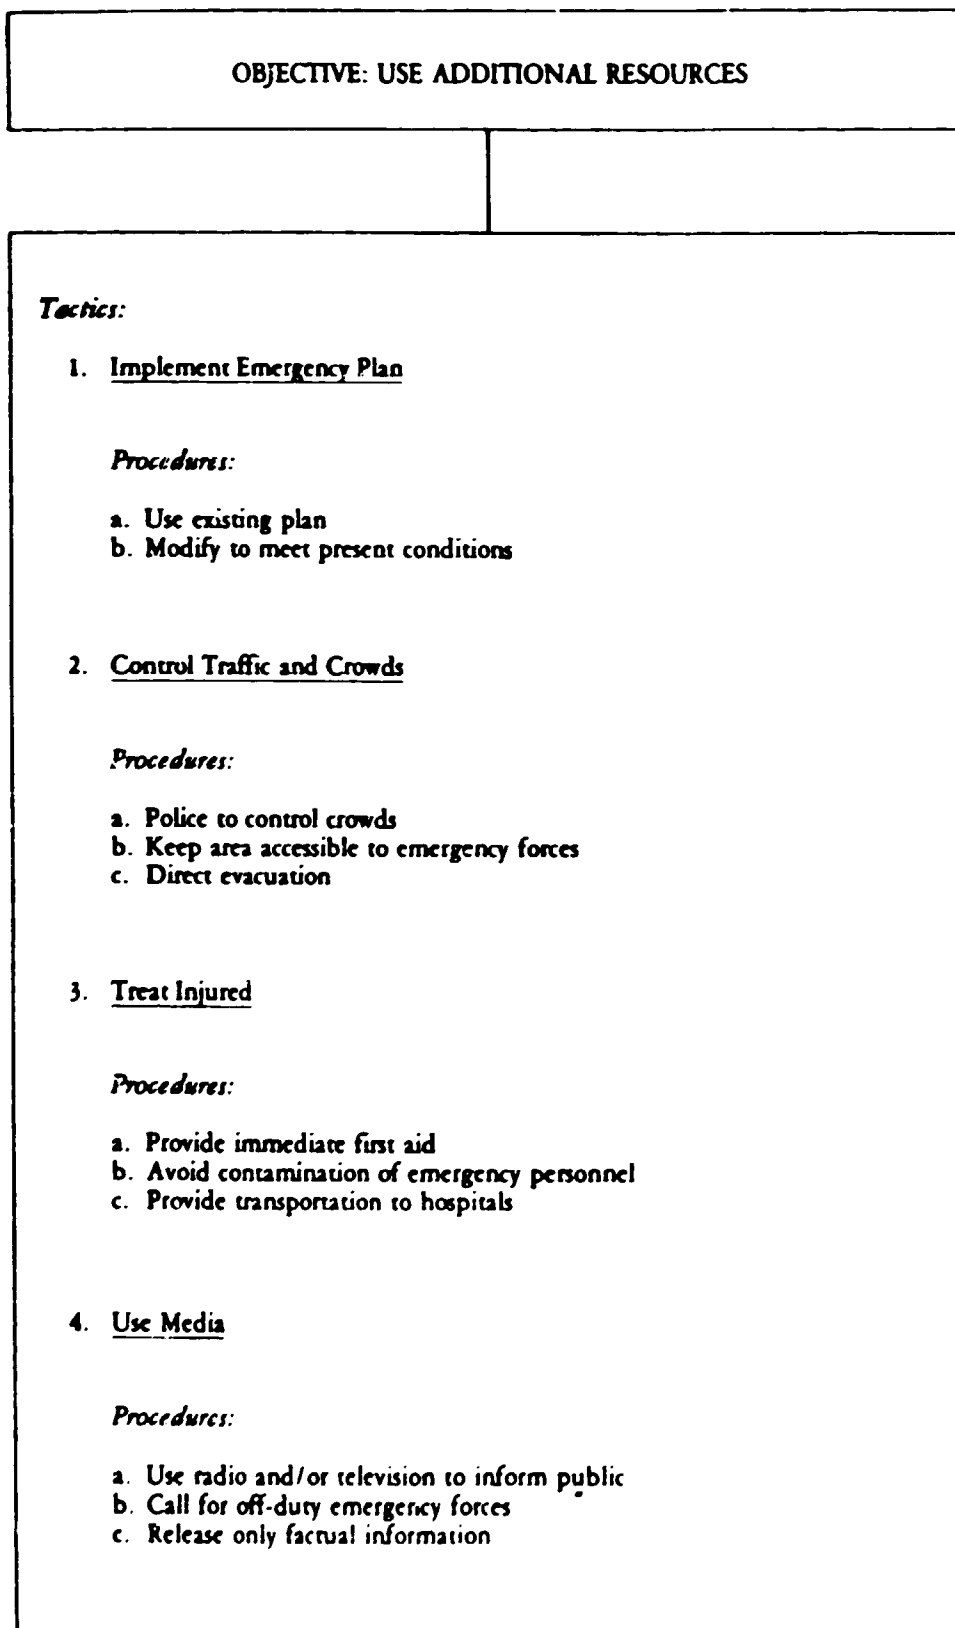 OBJECTIVE: USE ADDITIONAL RESOURCES
Tactics:
1. Implement Emergency Plan
Procedures:
a. Use existing plan
b. Modify to meet present conditions
2. Control Traffic and Crowds
Procedures:
a. Police to control crowds
b. Keep area accessible to emergency forces
c. Direct evacuation
3. Treat Injured
Procedures:
a. Provide immediate first aid
b. Avoid contamination of emergency personnel
c. Provide transportation to hospitals
4. Use Media
Procedures:
a. Use radio and/or television to inform public
b. Call for off-duty emergency forces
c. Release only factual information